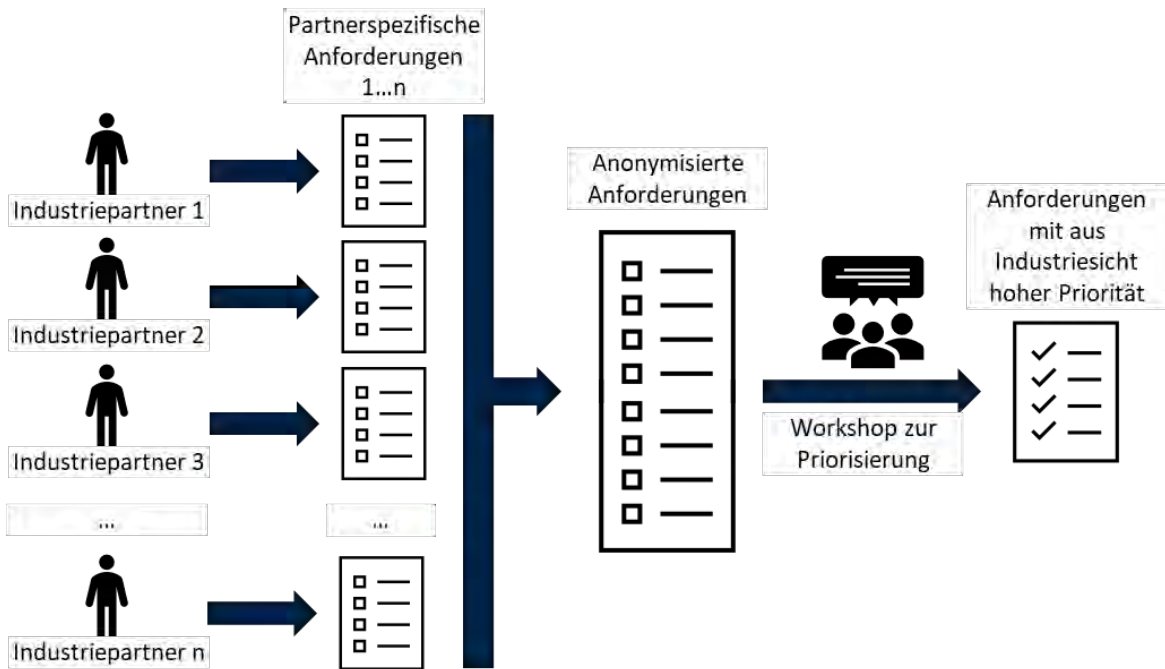 Partnerspezifische
Anforderungen
1...n
Industriepartner 1
Industriepartner 2
Industriepartner 3
...
...
Industriepartner n
Anonymisierte
Anforderungen
Workshop zur
Priorisierung
Anforderungen
mit aus
Industriesicht
hoher Priorität